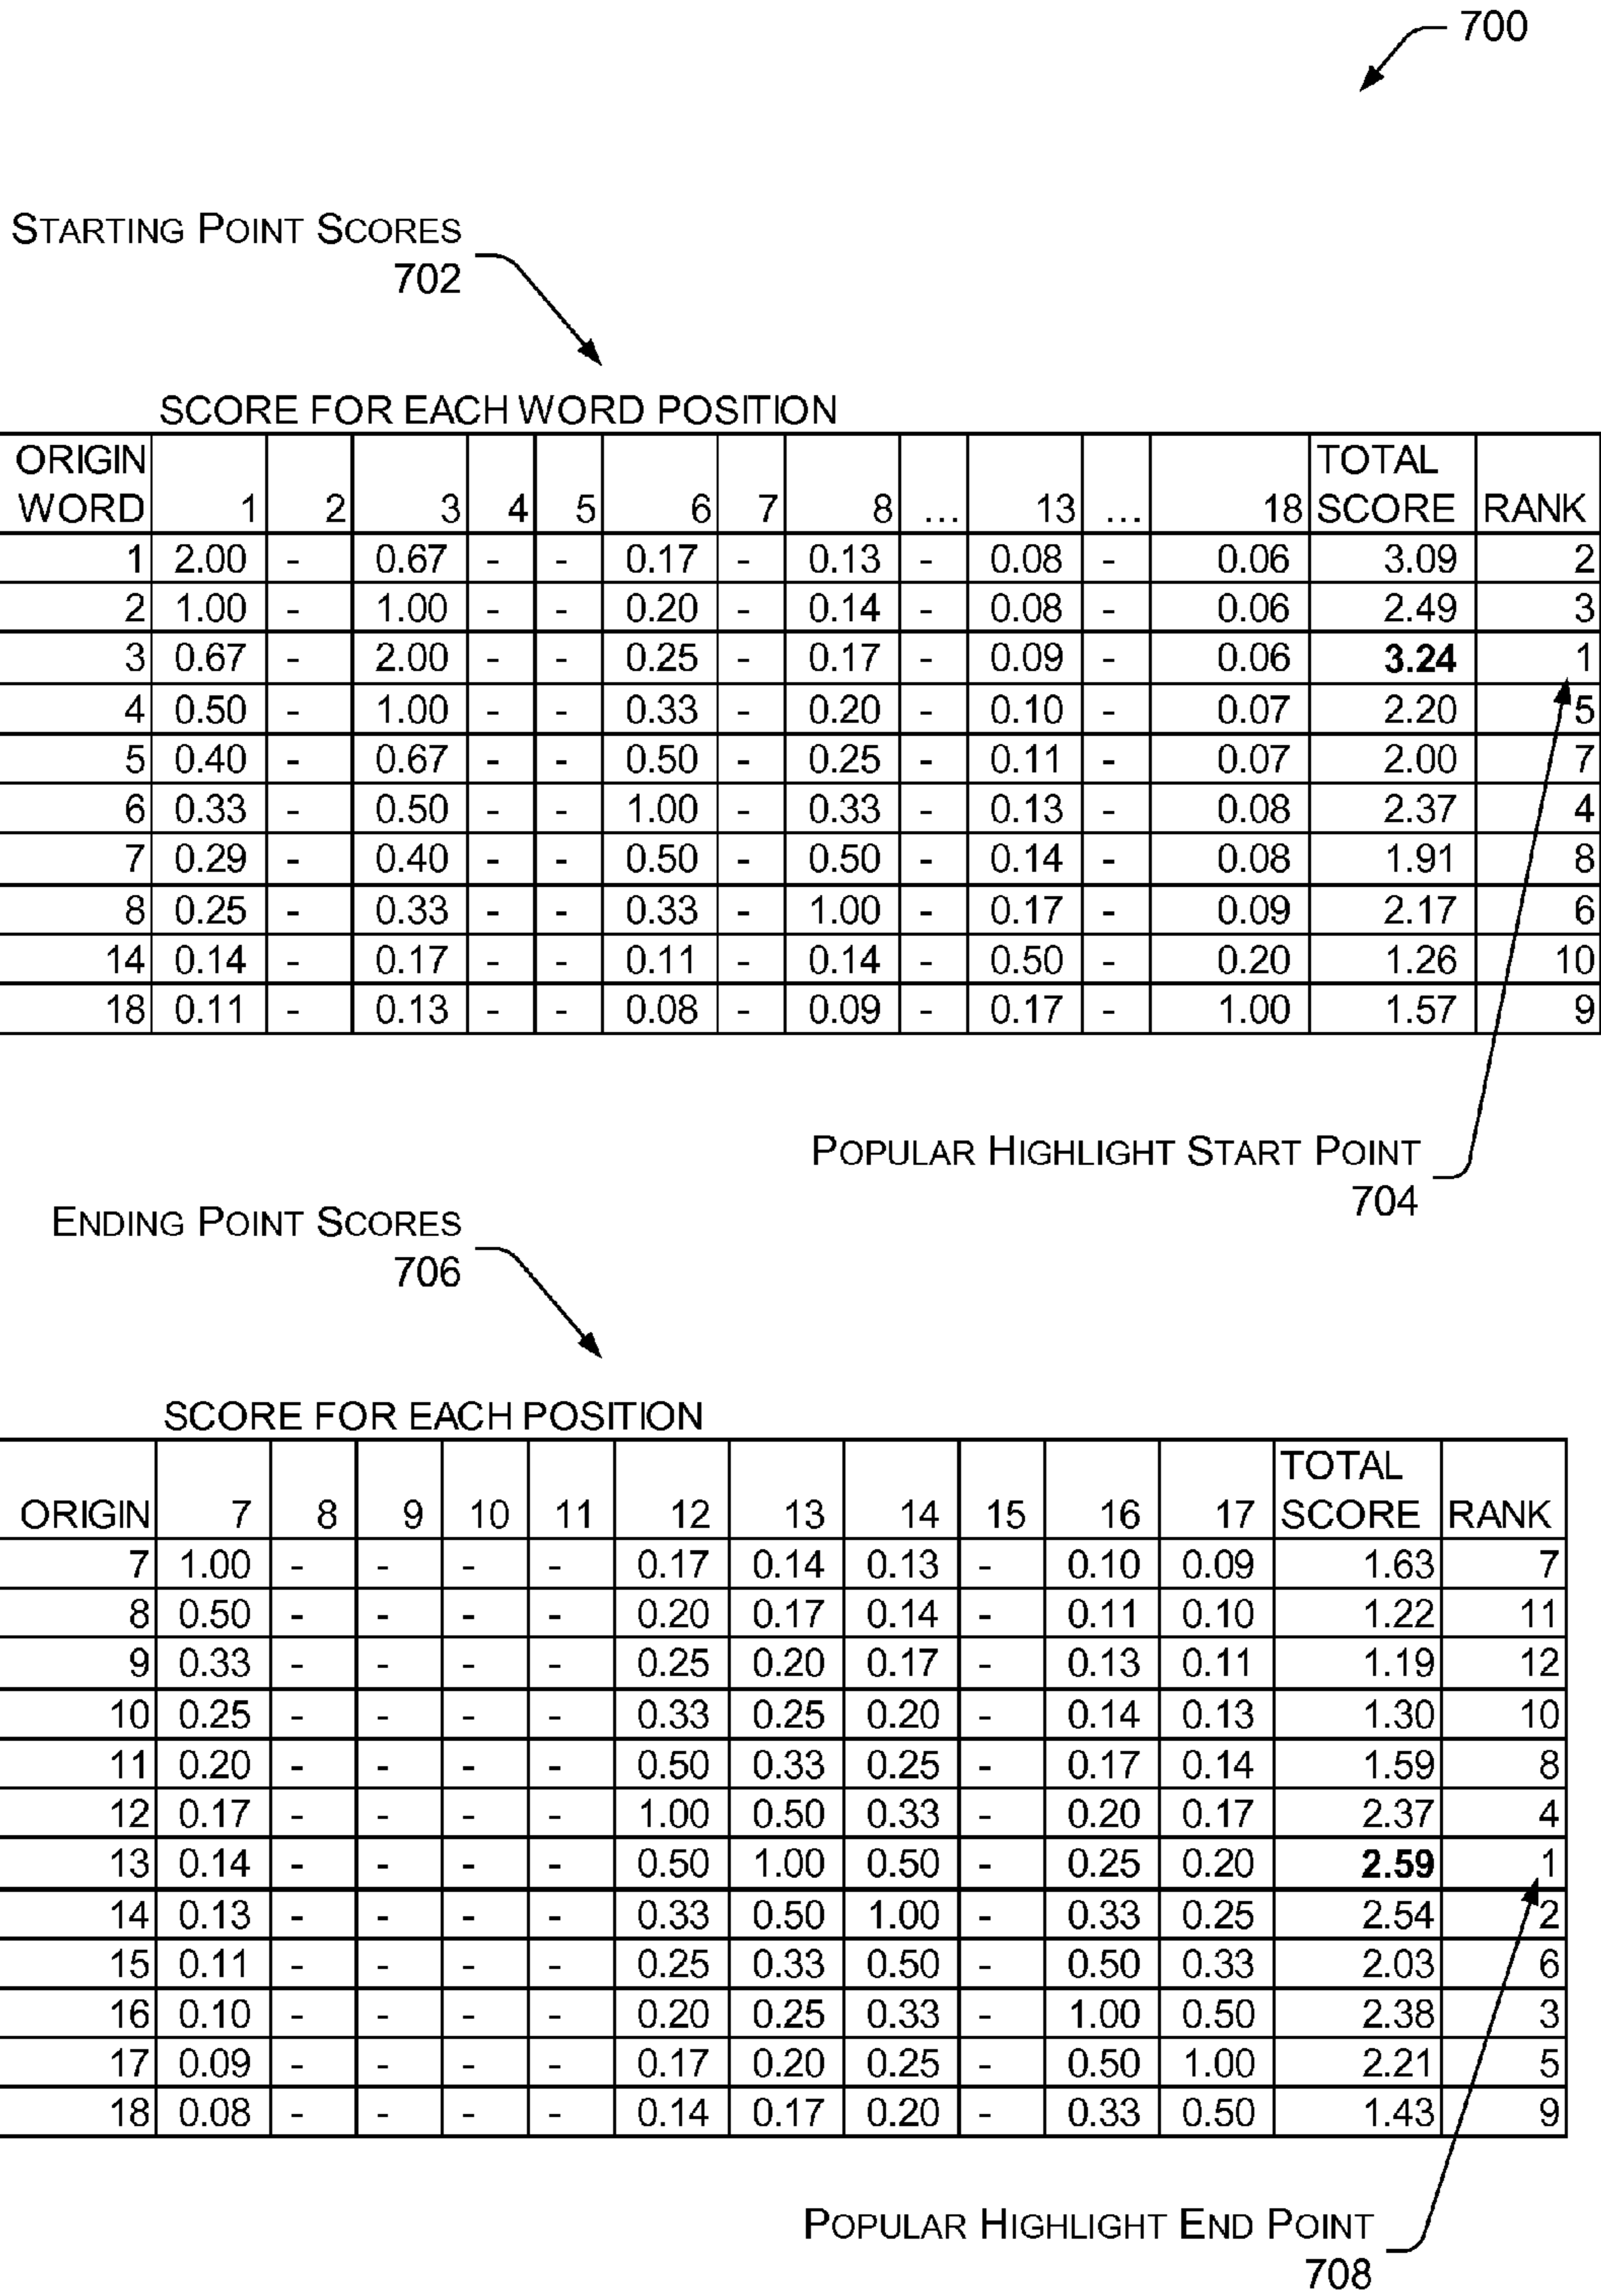 700
STARTING POINT SCORES
702
SCORE FOR EACH WORD POSITION
ORIGIN WORD 1 2 3 4 5 6 7 8 ... 13 ... 18 TOTAL SCORE RANK
1 2.00 - 0.67 - - 0.17 - 0.13 - 0.08 - 0.06 3.09 2
2 1.00 - 1.00 - - 0.20 - 0.14 - 0.08 - 0.06 2.49 3
3 0.67 - 2.00 - - 0.25 - 0.17 - 0.09 - 0.06 3.24 1
4 0.50 - 1.00 - - 0.33 - 0.20 - 0.10 - 0.07 2.20 5
5 0.40 - 0.67 - - 0.50 - 0.25 - 0.11 - 0.07 2.00 7
6 0.33 - 0.50 - - 1.00 - 0.33 - 0.13 - 0.08 2.37 4
7 0.29 - 0.40 - - 0.50 - 0.50 - 0.14 - 0.08 1.91 8
8 0.25 - 0.33 - - 0.33 - 1.00 - 0.17 - 0.09 2.17 6
14 0.14 - 0.17 - - 0.11 - 0.14 - 0.50 - 0.20 1.26 10
18 0.11 - 0.13 - - 0.08 - 0.09 - 0.17 - 1.00 1.57 9
POPULAR HIGHLIGHT START POINT
704
ENDING POINT SCORES
706
SCORE FOR EACH POSITION
ORIGIN 7 8 9 10 11 12 13 14 15 16 17 TOTAL SCORE RANK
7 1.00 - - - - 0.17 0.14 0.13 - 0.10 0.09 1.63 7
8 0.50 - - - - 0.20 0.17 0.14 - 0.11 0.10 1.22 11
9 0.33 - - - - 0.25 0.20 0.17 - 0.13 0.11 1.19 12
10 0.25 - - - - 0.33 0.25 0.20 - 0.14 0.13 1.30 10
11 0.20 - - - - 0.50 0.33 0.25 - 0.17 0.14 1.59 8
12 0.17 - - - - 1.00 0.50 0.33 - 0.20 0.17 2.37 4
13 0.14 - - - - 0.50 1.00 0.50 - 0.25 0.20 2.59 1
14 0.13 - - - - 0.33 0.50 1.00 - 0.33 0.25 2.54 2
15 0.11 - - - - 0.25 0.33 0.50 - 0.50 0.33 2.03 6
16 0.10 - - - - 0.20 0.25 0.33 - 1.00 0.50 2.38 3
17 0.09 - - - - 0.17 0.20 0.25 - 0.50 1.00 2.21 5
18 0.08 - - - - 0.14 0.17 0.20 - 0.33 0.50 1.43 9
POPULAR HIGHLIGHT END POINT
708